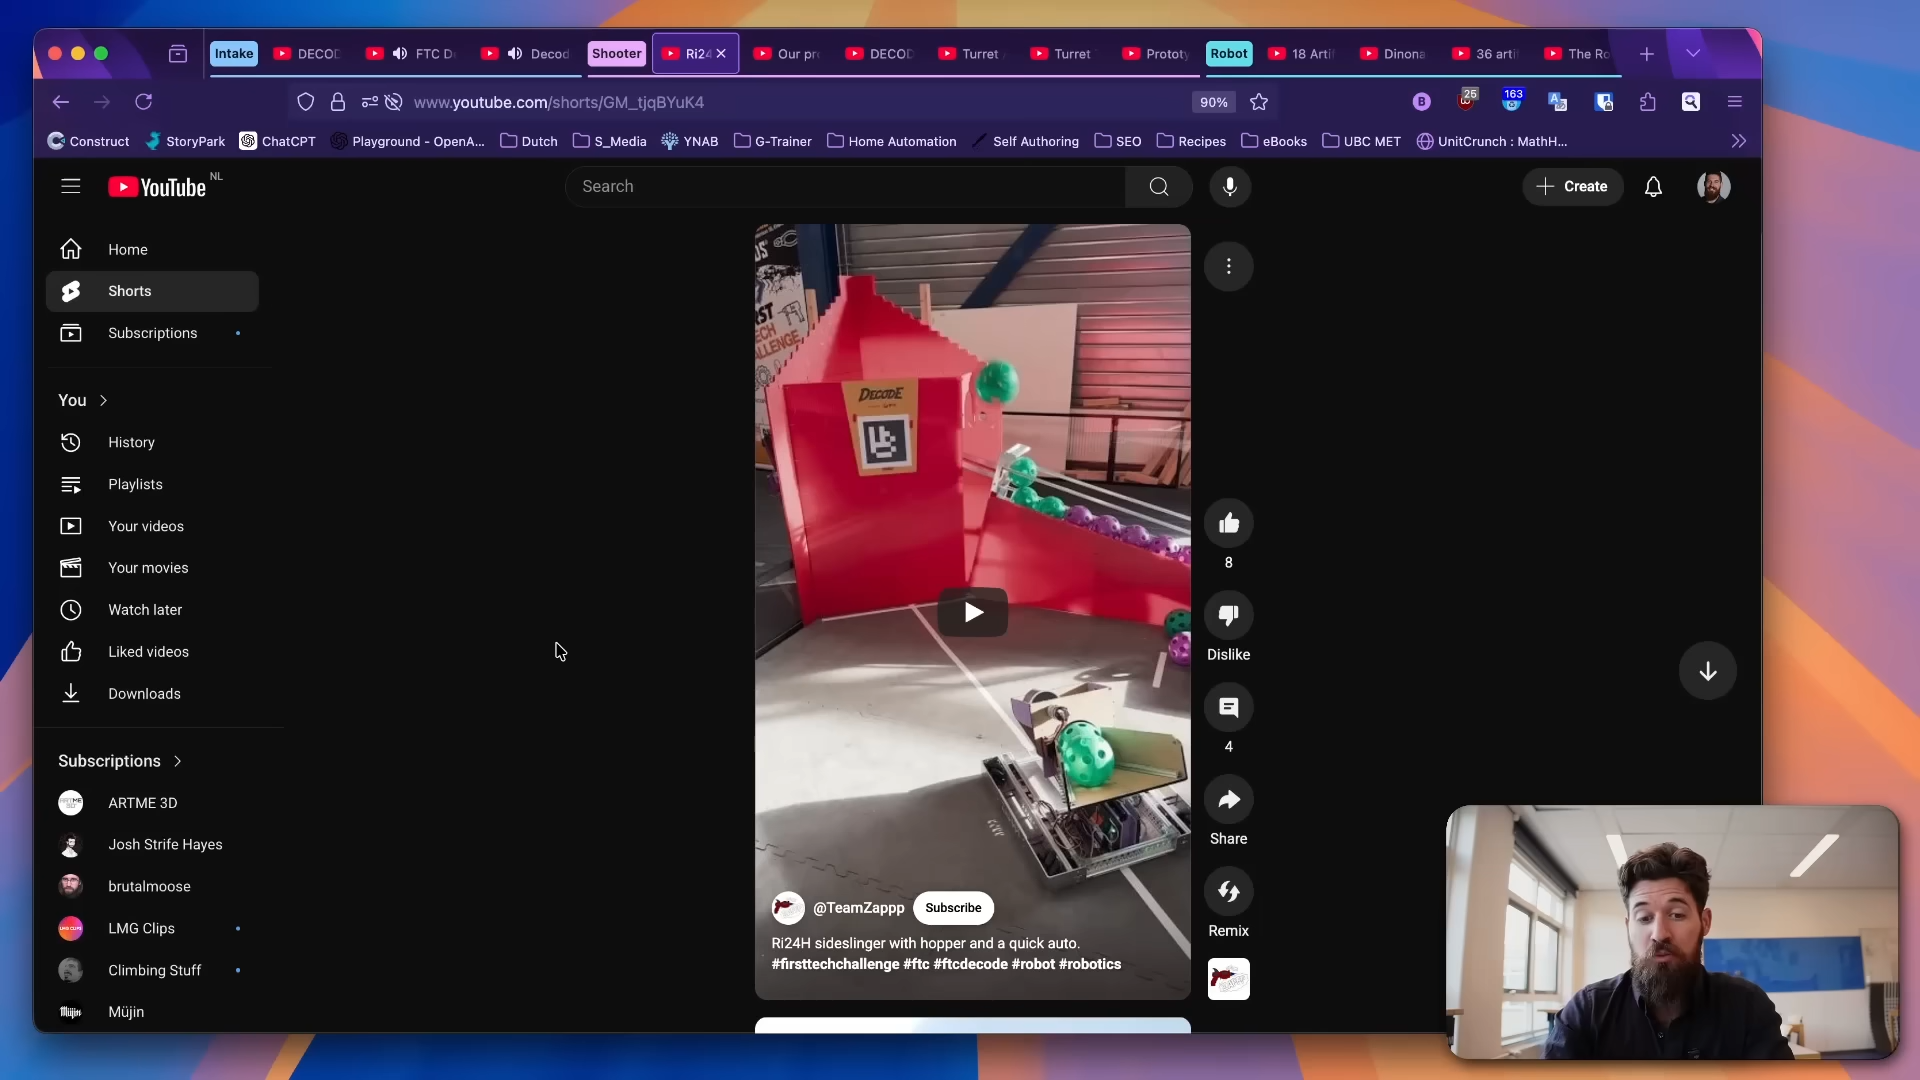 Intake
DECOD
FTC D
Decod
Shooter
Ri24
Our pr
DECOD
Turret
Turret
Prototy
Robot
18 Artif
Dinona
36 arti
The Ro
www.youtube.com/shorts/GM_tjqBYuK4
90%
B
25
163
Construct
StoryPark
ChatCPT
Playground - OpenA...
Dutch
S_Media
YNAB
G-Trainer
Home Automation
Self Authoring
SEO
Recipes
eBooks
UBC MET
UnitCrunch : MathH...
YouTube
NL
Search
Create
Home
Shorts
Subscriptions
You
History
Playlists
Your videos
Your movies
Watch later
Liked videos
Downloads
Subscriptions
ARTME 3D
Josh Strife Hayes
brutalmoose
LMG Clips
Climbing Stuff
Müjin
DECODE
8
Dislike
4
Share
Remix
@TeamZappp
Subscribe
Ri24H sideslinger with hopper and a quick auto.
#firsttechchallenge #ftc #ftcdecode #robot #robotics